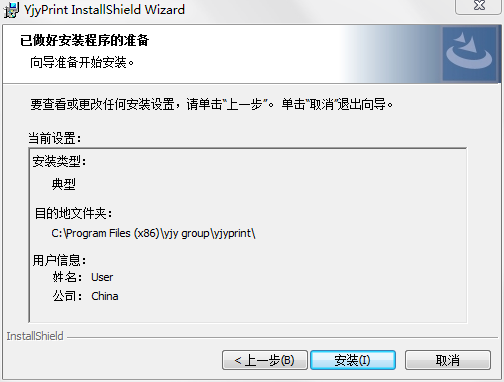 YjyPrint InstallShield Wizard
已做好安装程序的准备
向导准备开始安装。
要查看或更改任何安装设置，请单击“上一步”。 单击“取消”退出向导。
当前设置：
安装类型：
典型
目的地文件夹：
C:\Program Files (x86)\yjy group\yjyprint\
用户信息：
姓名： User
公司： China
InstallShield
< 上一步(B)
安装(I)
取消